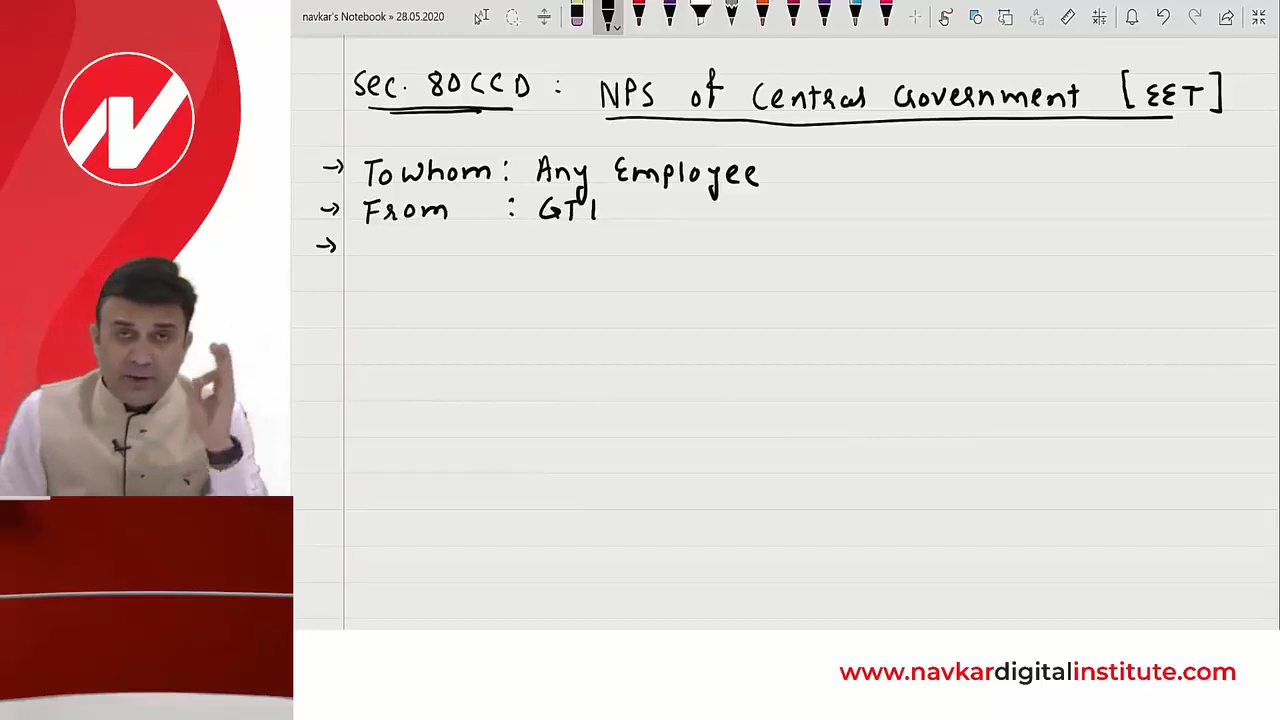 navkar's Notebook » 28.05.2020
Sec. 80CCD : NPS of Central Government [EET]
→ To whom : Any Employee
→ From : GTI
→
N
www.navkardigitalinstitute.com